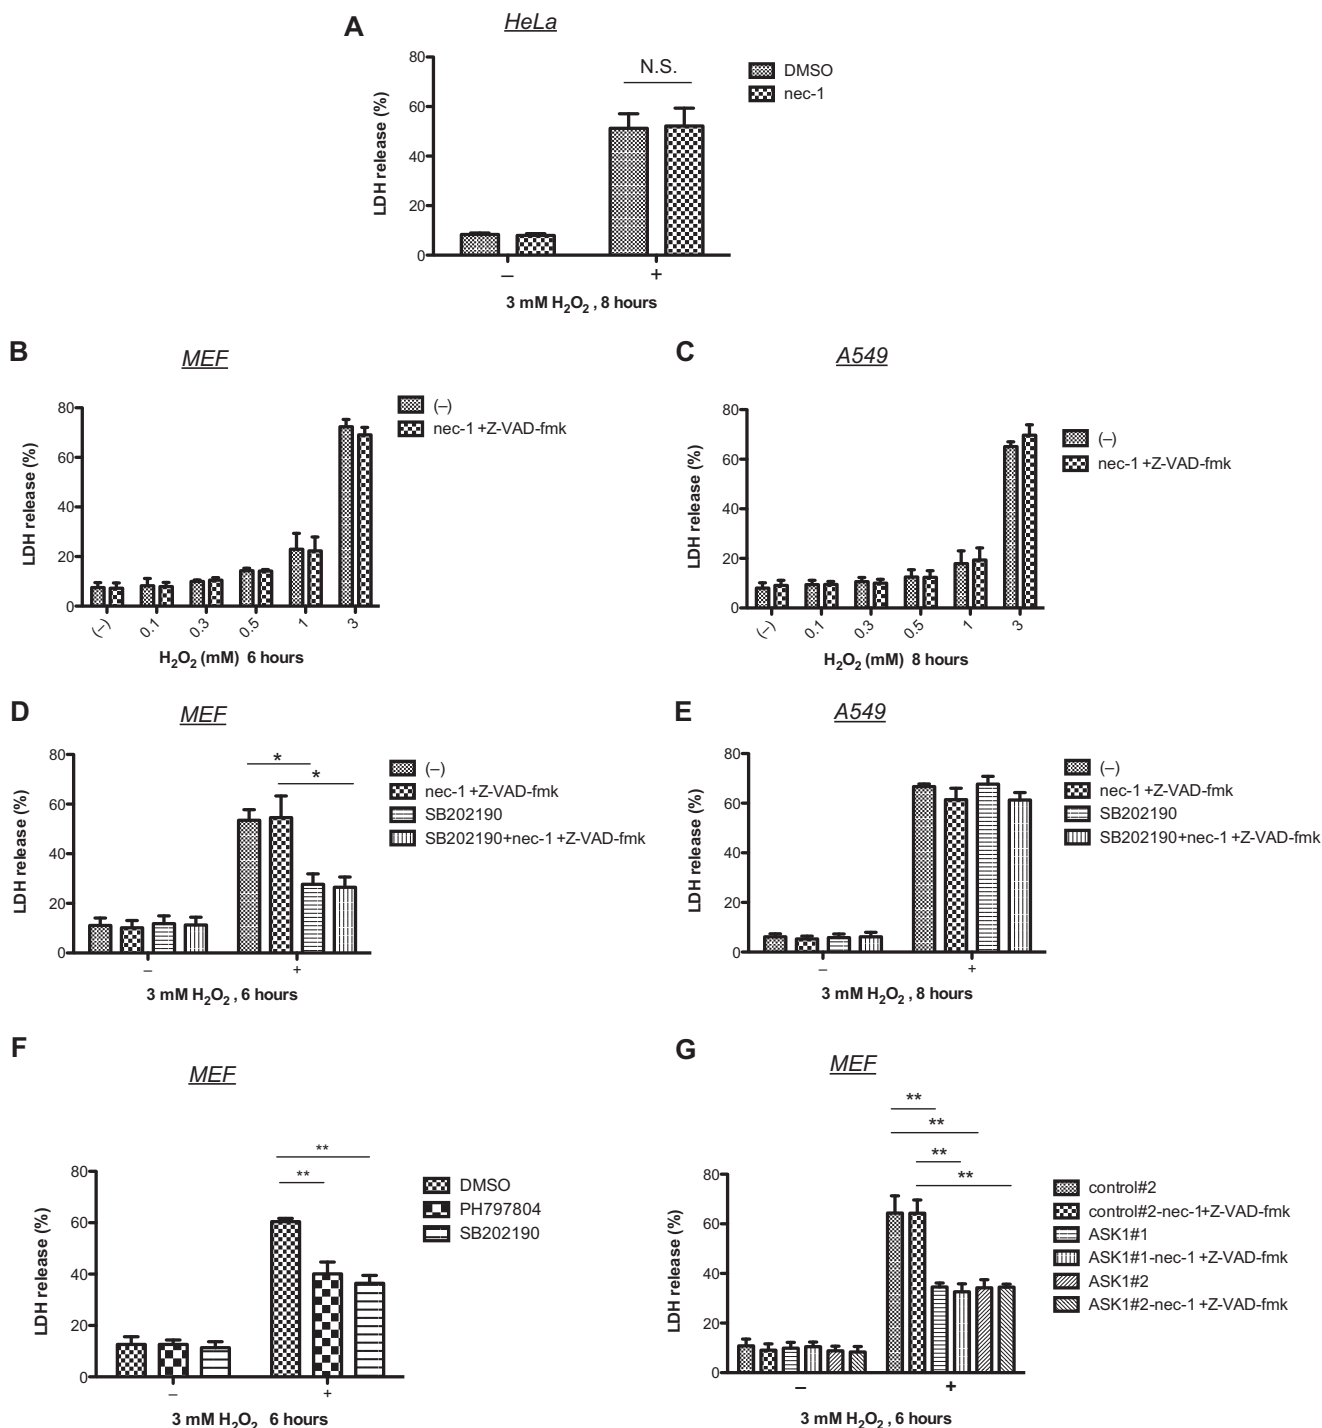 A
HeLa
LDH release (%)
80
60
40
20
0
N.S.
DMSO
nec-1
–
+
3 mM H₂O₂ , 8 hours
B
MEF
LDH release (%)
80
60
40
20
0
(–)
nec-1 +Z-VAD-fmk
(–)
0.1
0.3
0.5
1
3
H₂O₂ (mM) 6 hours
C
A549
LDH release (%)
80
60
40
20
0
(–)
nec-1 +Z-VAD-fmk
(–)
0.1
0.3
0.5
1
3
H₂O₂ (mM) 8 hours
D
MEF
LDH release (%)
80
60
40
20
0
*
*
(–)
nec-1 +Z-VAD-fmk
SB202190
SB202190+nec-1 +Z-VAD-fmk
–
+
3 mM H₂O₂ , 6 hours
E
A549
LDH release (%)
80
60
40
20
0
(–)
nec-1 +Z-VAD-fmk
SB202190
SB202190+nec-1 +Z-VAD-fmk
–
+
3 mM H₂O₂ , 8 hours
F
MEF
LDH release (%)
80
60
40
20
0
**
**
DMSO
PH797804
SB202190
–
+
3 mM H₂O₂ 6 hours
G
MEF
LDH release (%)
80
60
40
20
0
**
**
**
**
control#2
control#2-nec-1+Z-VAD-fmk
ASK1#1
ASK1#1-nec-1 +Z-VAD-fmk
ASK1#2
ASK1#2-nec-1 +Z-VAD-fmk
–
+
3 mM H₂O₂, 6 hours